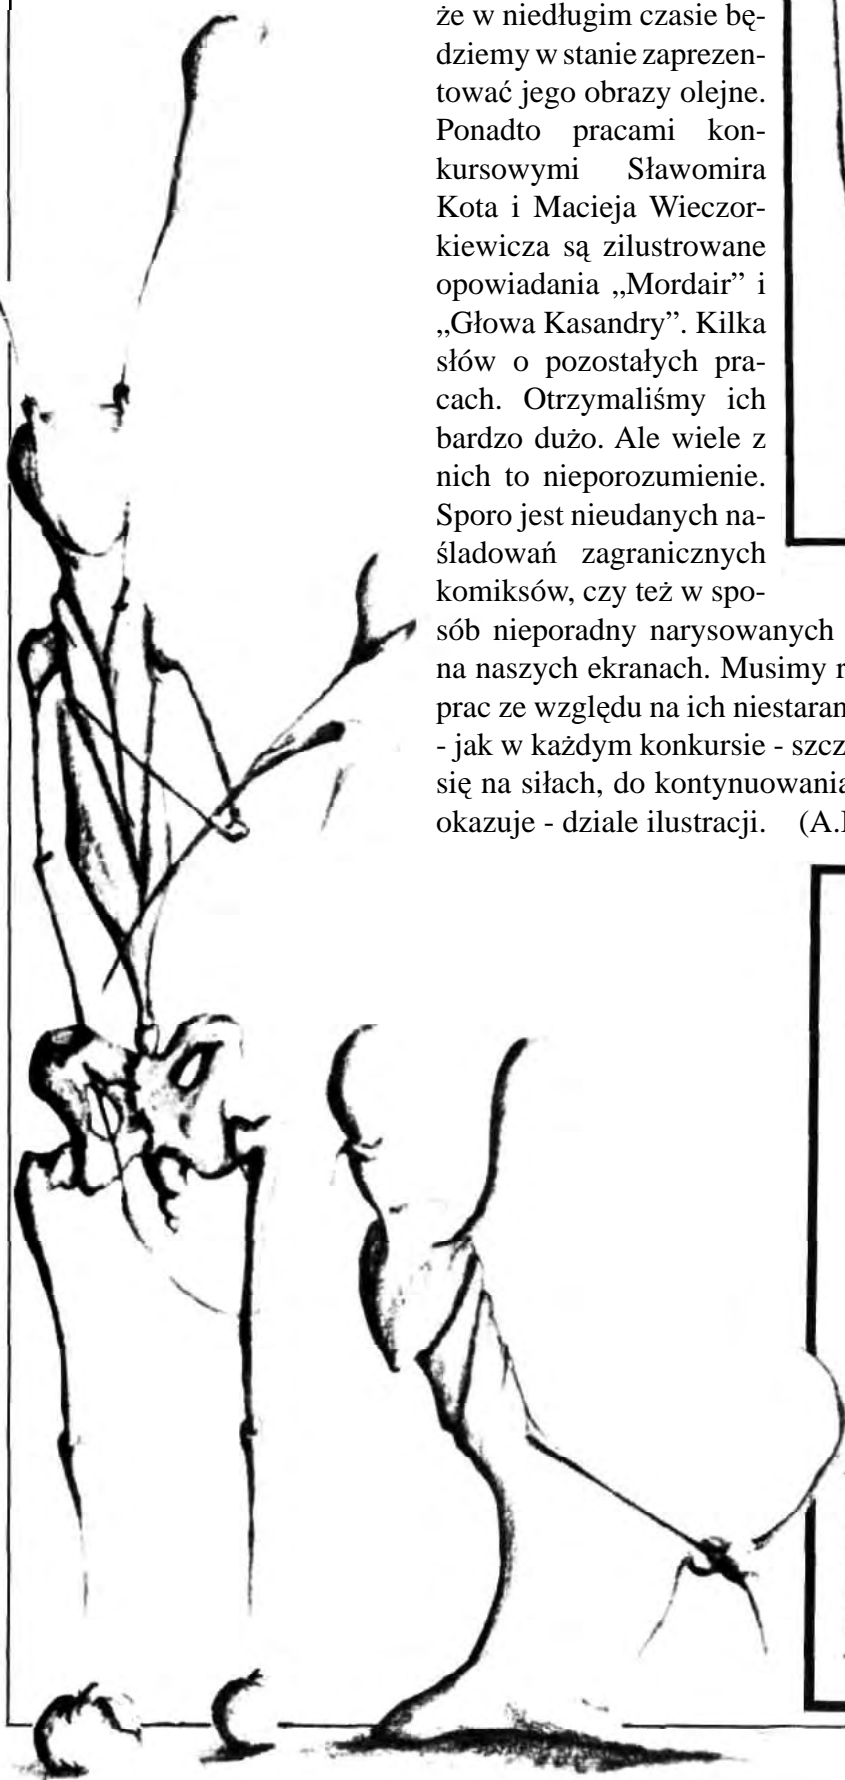 że w niedługim czasie bę-
dziemy w stanie zaprezen-
tować jego obrazy olejne.
Ponadto pracami kon-
kursowymi Sławomira
Kota i Macieja Wieczor-
kiewicza są zilustrowane
opowiadania „Mordair” i
„Głowa Kasandry”. Kilka
słów o pozostałych pra-
cach. Otrzymaliśmy ich
bardzo dużo. Ale wiele z
nich to nieporozumienie.
Sporo jest nieudanych na-
śladowań zagranicznych
komiksów, czy też w spo-
sób nieporadny narysowanych
na naszych ekranach. Musimy
prac ze względu na ich
- jak w każdym konkursie -
się na siłach, do kontynuowania
okazuje - dziale ilustracji.